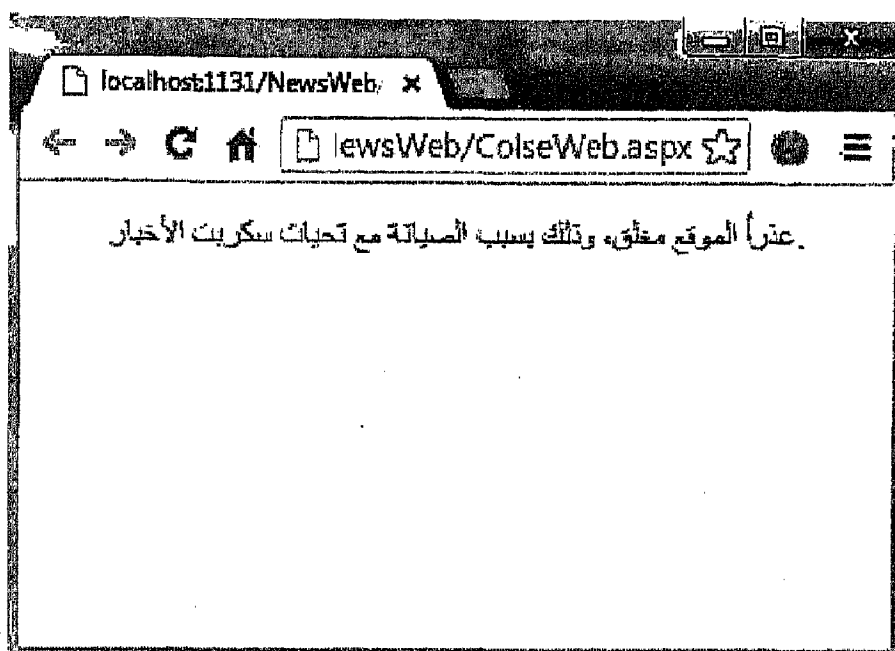 localhost:1131/NewsWeb/
lewsWeb/ColseWeb.aspx
عذراً الموقع مغلق، وذلك بسبب الصيانة مع تحيات سكربت الأخبار.